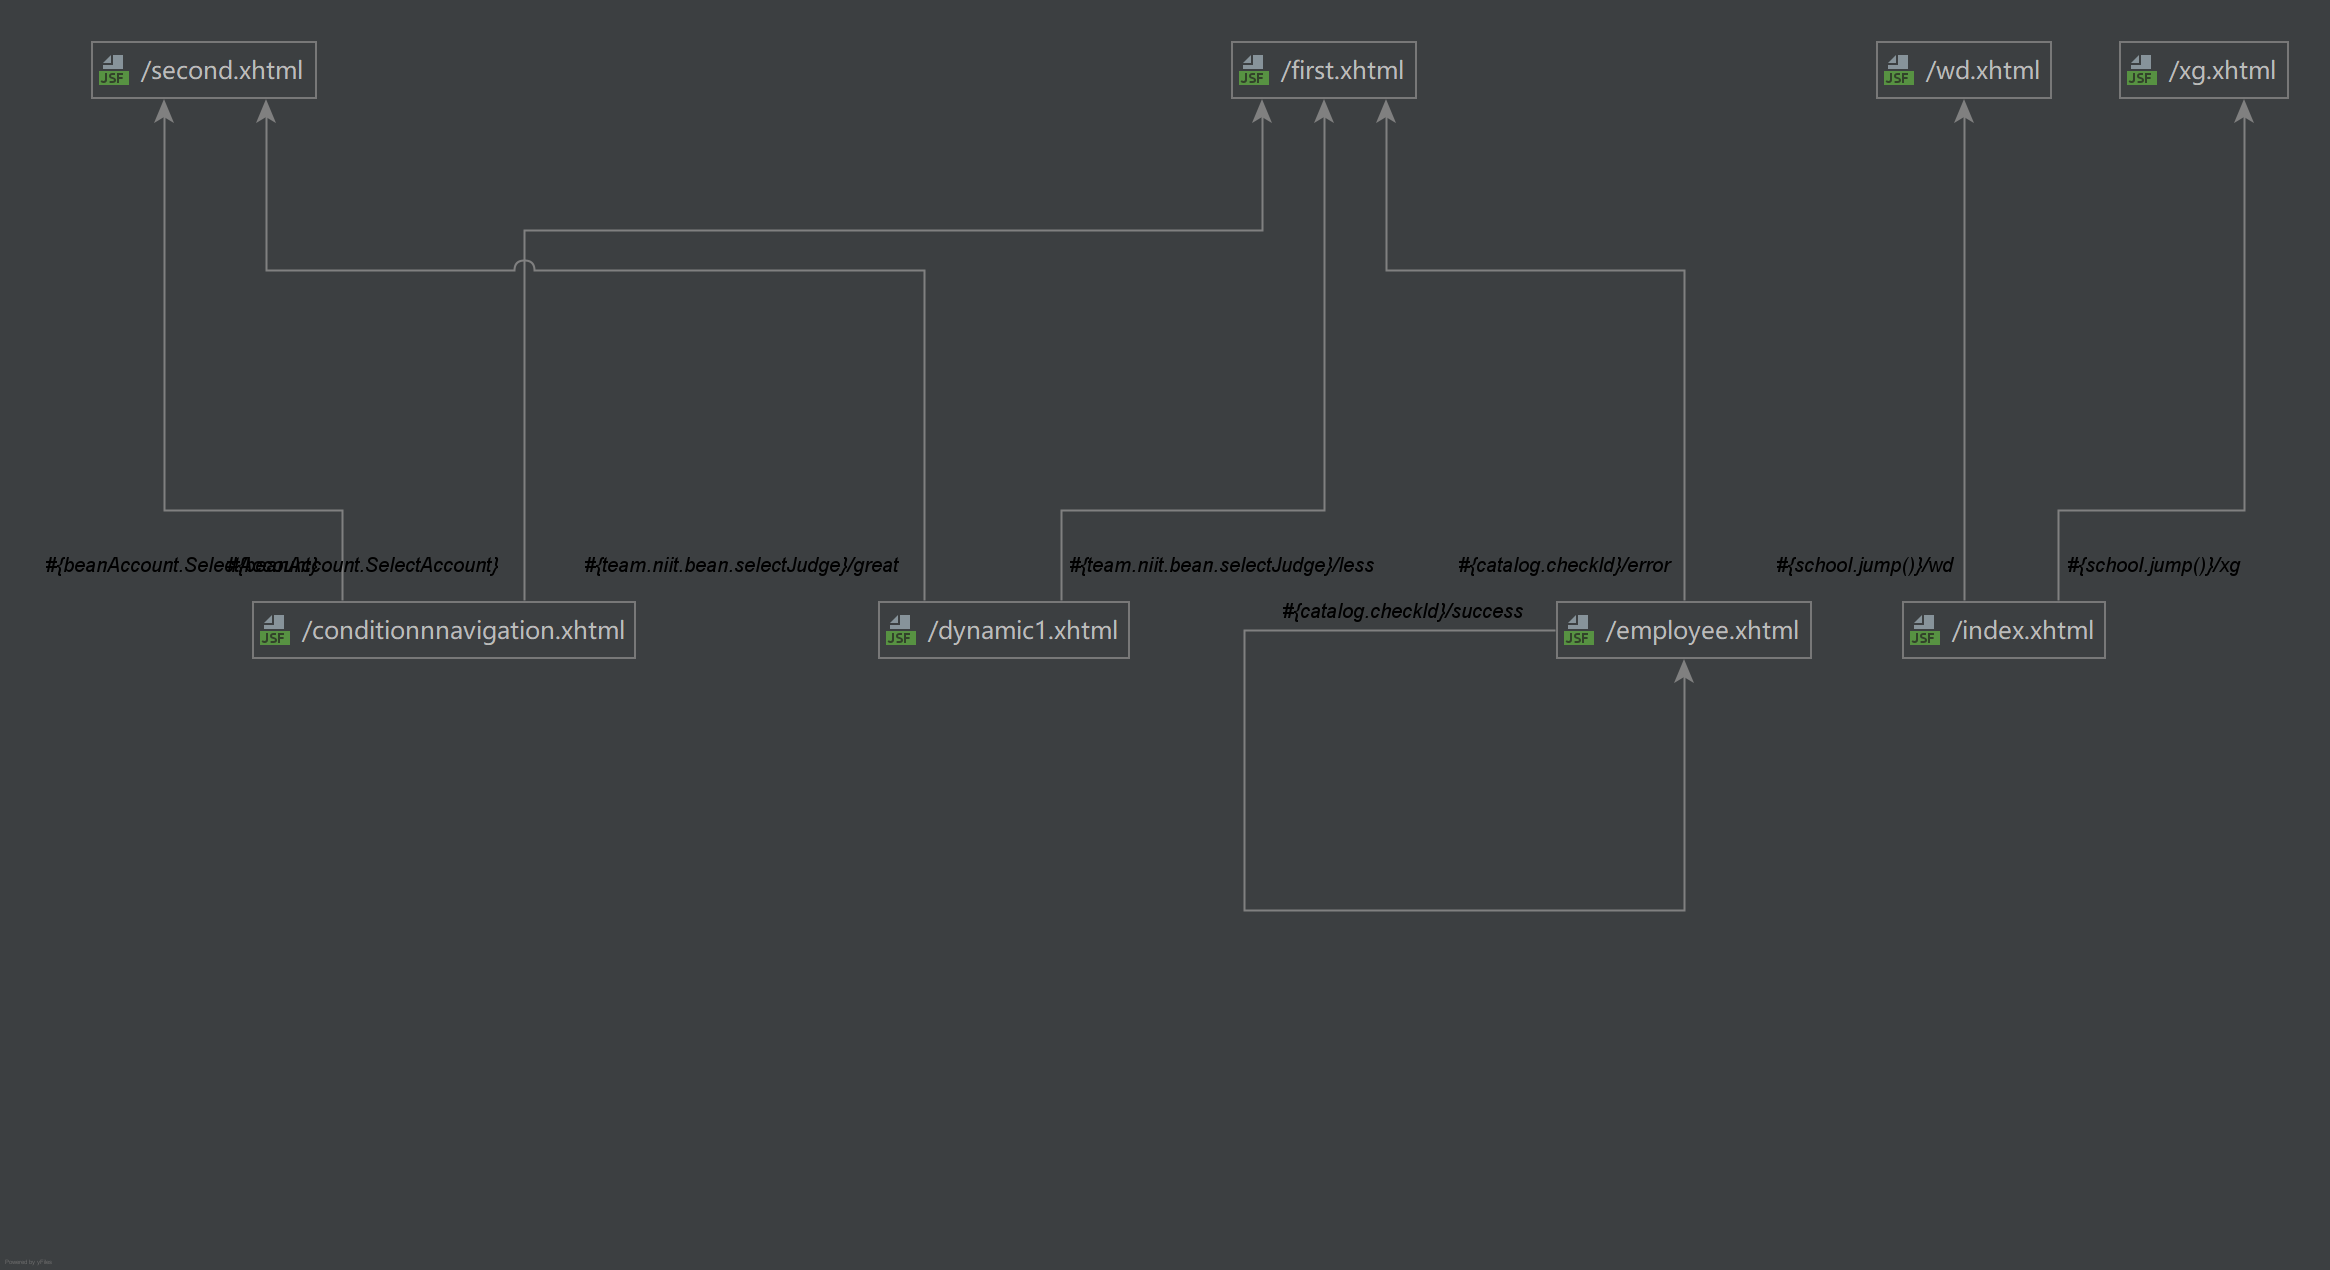 JSF /second.xhtml
JSF /first.xhtml
JSF /wd.xhtml
JSF /xg.xhtml
#{beanAccount.SelectAccount}
#{beanAccount.SelectAccount}
#{team.niit.bean.selectJudge}/great
#{team.niit.bean.selectJudge}/less
#{catalog.checkId}/error
#{school.jump()}/wd
#{school.jump()}/xg
#{catalog.checkId}/success
JSF /conditionnnavigation.xhtml
JSF /dynamic1.xhtml
JSF /employee.xhtml
JSF /index.xhtml
Powered by yFiles